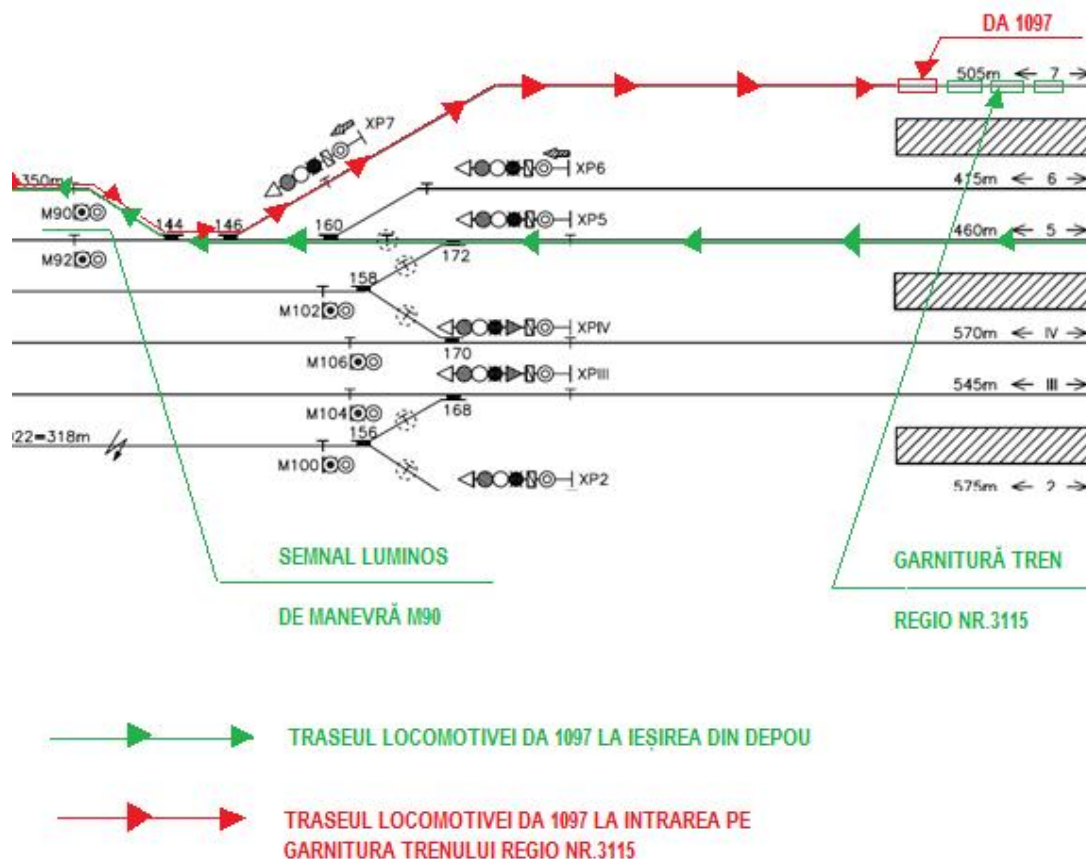 DA 1097
505m ← 7 →
XP7
XP6
350m
415m ← 6 →
M90
144
146
160
XP5
460m ← 5 →
M92
172
158
M102
XPIV
570m ← IV →
170
M106
XPIII
545m ← III →
M104
168
022=318m
156
M100
XP2
575m ← 2 →
SEMNAL LUMINOS
DE MANEVRĂ M90
GARNITURĂ TREN
REGIO NR.3115
TRASEUL LOCOMOTIVEI DA 1097 LA IEȘIREA DIN DEPOU
TRASEUL LOCOMOTIVEI DA 1097 LA INTRAREA PE
GARNITURA TRENULUI REGIO NR.3115